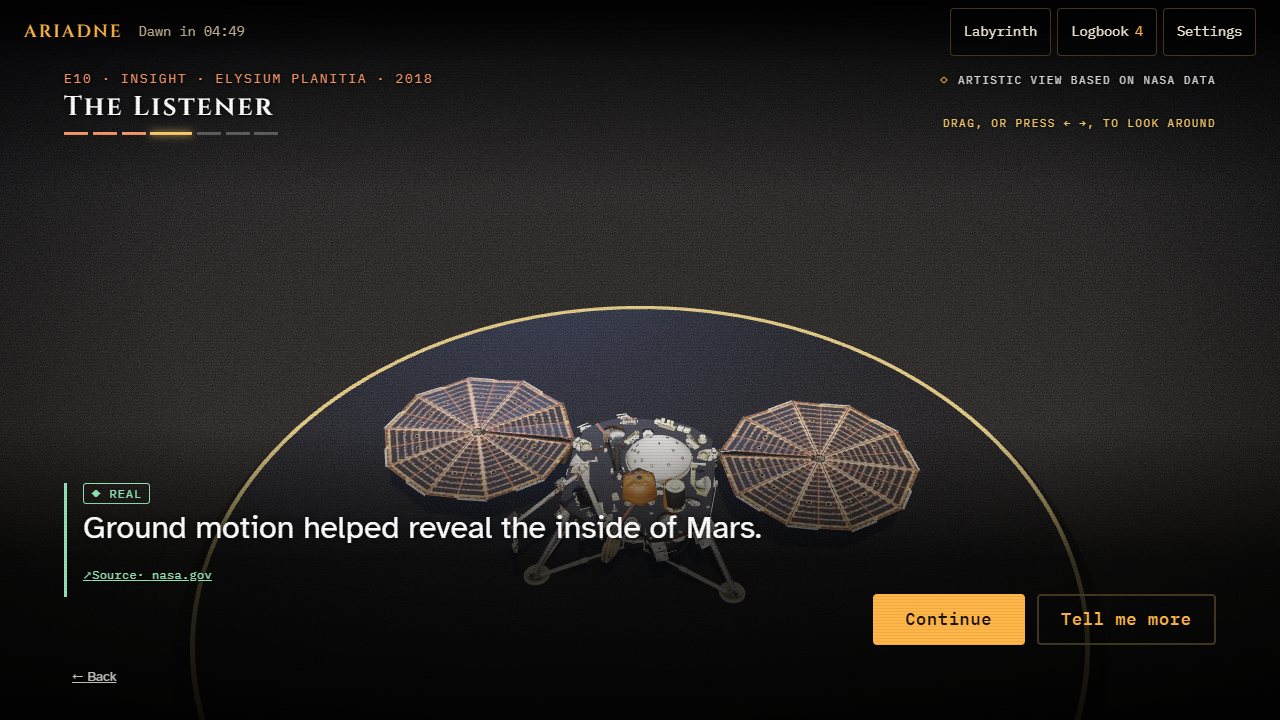 ARIADNE Dawn in 04:49 Labyrinth Logbook 4 Settings
E10 · INSIGHT · ELYSIUM PLANITIA · 2018
The Listener
◇ ARTISTIC VIEW BASED ON NASA DATA
DRAG, OR PRESS ← →, TO LOOK AROUND
◆ REAL
Ground motion helped reveal the inside of Mars.
↗Source· nasa.gov
Continue Tell me more
← Back